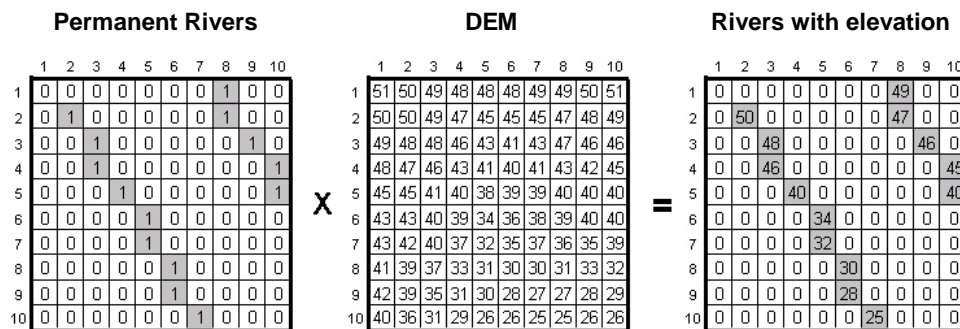 Permanent Rivers
1 2 3 4 5 6 7 8 9 10
1 0 0 0 0 0 0 0 1 0 0
2 0 1 0 0 0 0 0 1 0 0
3 0 0 1 0 0 0 0 0 1 0
4 0 0 1 0 0 0 0 0 0 1
5 0 0 0 1 0 0 0 0 0 1
6 0 0 0 0 1 0 0 0 0 0
7 0 0 0 0 1 0 0 0 0 0
8 0 0 0 0 0 1 0 0 0 0
9 0 0 0 0 0 1 0 0 0 0
10 0 0 0 0 0 0 1 0 0 0
X
DEM
1 2 3 4 5 6 7 8 9 10
1 51 50 49 48 48 48 49 49 50 51
2 50 50 49 47 45 45 45 47 48 49
3 49 48 48 46 43 41 43 47 46 46
4 48 47 46 43 41 40 41 43 42 45
5 45 45 41 40 38 39 39 40 40 40
6 43 43 40 39 34 36 38 39 40 40
7 43 42 40 37 32 35 37 36 35 39
8 41 39 37 33 31 30 30 31 33 32
9 42 39 35 31 30 28 27 27 28 29
10 40 36 31 29 26 26 25 25 26 26
=
Rivers with elevation
1 2 3 4 5 6 7 8 9 10
1 0 0 0 0 0 0 0 49 0 0
2 0 50 0 0 0 0 0 47 0 0
3 0 0 48 0 0 0 0 0 46 0
4 0 0 46 0 0 0 0 0 0 45
5 0 0 0 40 0 0 0 0 0 40
6 0 0 0 0 34 0 0 0 0 0
7 0 0 0 0 32 0 0 0 0 0
8 0 0 0 0 0 30 0 0 0 0
9 0 0 0 0 0 28 0 0 0 0
10 0 0 0 0 0 0 25 0 0 0